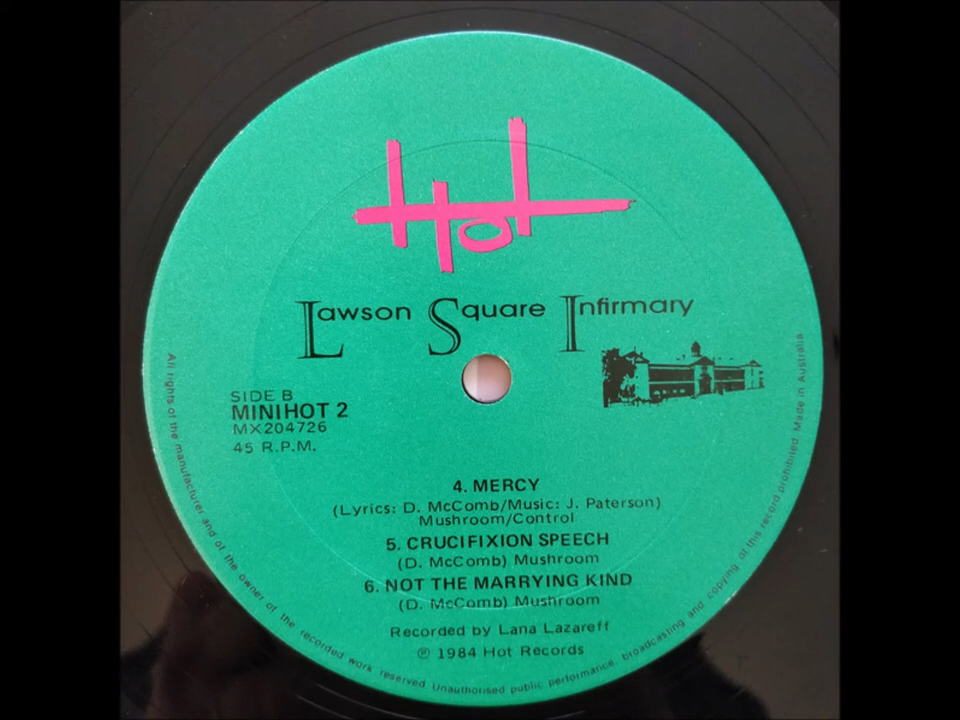 Hot
Lawson Square Infirmary
SIDE B
MINIHOT 2
MX204726
45 R.P.M.
4. MERCY
(Lyrics: D. McComb/Music: J. Paterson)
Mushroom/Control
5. CRUCIFIXION SPEECH
(D. McComb) Mushroom
6. NOT THE MARRYING KIND
(D. McComb) Mushroom
Recorded by Lana Lazareff
℗ 1984 Hot Records
All rights of the manufacturer and of the owner of the recorded work reserved. Unauthorised public performance, broadcasting and copying of this record prohibited. Made in Australia